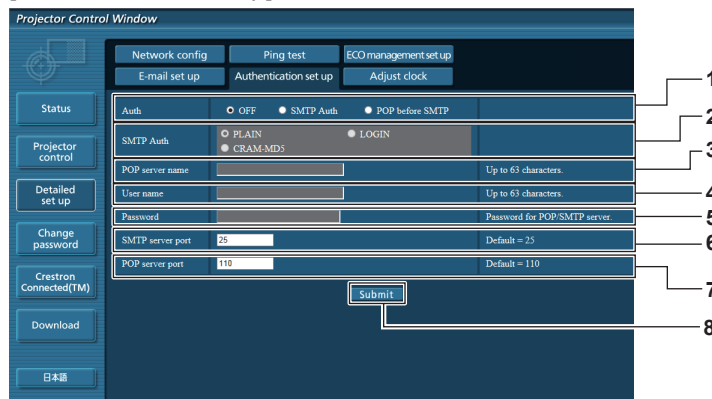 Projector Control Window
Network config Ping test ECO management set up
E-mail set up Authentication set up Adjust clock
Status
Projector control
Detailed set up
Change password
Crestron Connected(TM)
Download
日本語
Auth OFF SMTP Auth POP before SMTP
SMTP Auth PLAIN LOGIN
CRAM-MD5
POP server name Up to 63 characters.
User name Up to 63 characters.
Password Password for POP/SMTP server.
SMTP server port 25 Default = 25
POP server port 110 Default = 110
Submit
1
2
3
4
5
6
7
8